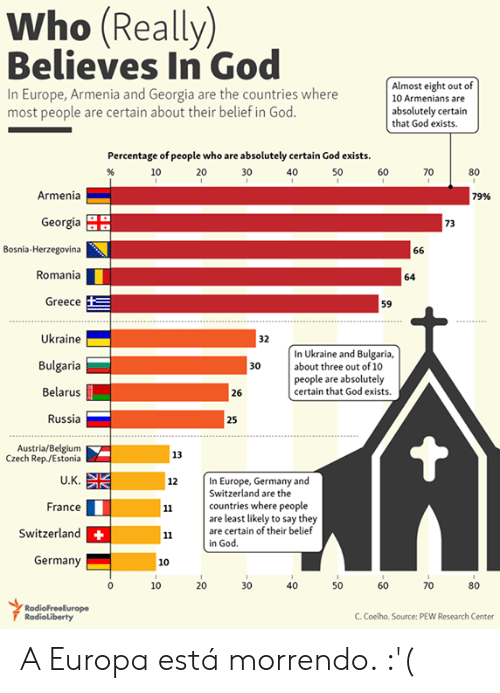 Who (Really)
Believes In God
In Europe, Armenia and Georgia are the countries where
most people are certain about their belief in God.
Almost eight out of
10 Armenians are
absolutely certain
that God exists.
Percentage of people who are absolutely certain God exists.
% 10 20 30 40 50 60 70 80
Armenia 79%
Georgia 73
Bosnia-Herzegovina 66
Romania 64
Greece 59
Ukraine 32
Bulgaria 30
Belarus 26
Russia 25
In Ukraine and Bulgaria,
about three out of 10
people are absolutely
certain that God exists.
Austria/Belgium
Czech Rep./Estonia 13
U.K. 12
France 11
Switzerland 11
Germany 10
In Europe, Germany and
Switzerland are the
countries where people
are least likely to say they
are certain of their belief
in God.
0 10 20 30 40 50 60 70 80
RadioFreeEurope
RadioLiberty
C. Coelho. Source: PEW Research Center
A Europa está morrendo. :'(